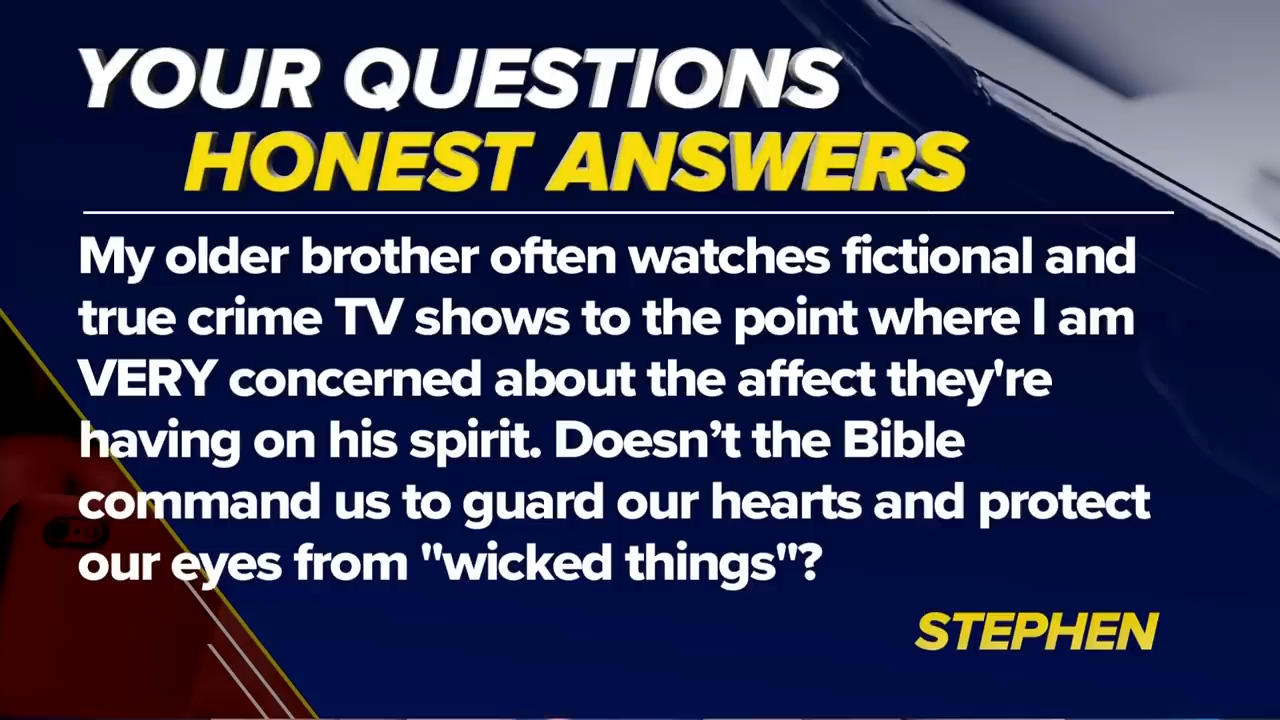 YOUR QUESTIONS
HONEST ANSWERS
My older brother often watches fictional and
true crime TV shows to the point where I am
VERY concerned about the affect they're
having on his spirit. Doesn’t the Bible
command us to guard our hearts and protect
our eyes from "wicked things"?
STEPHEN